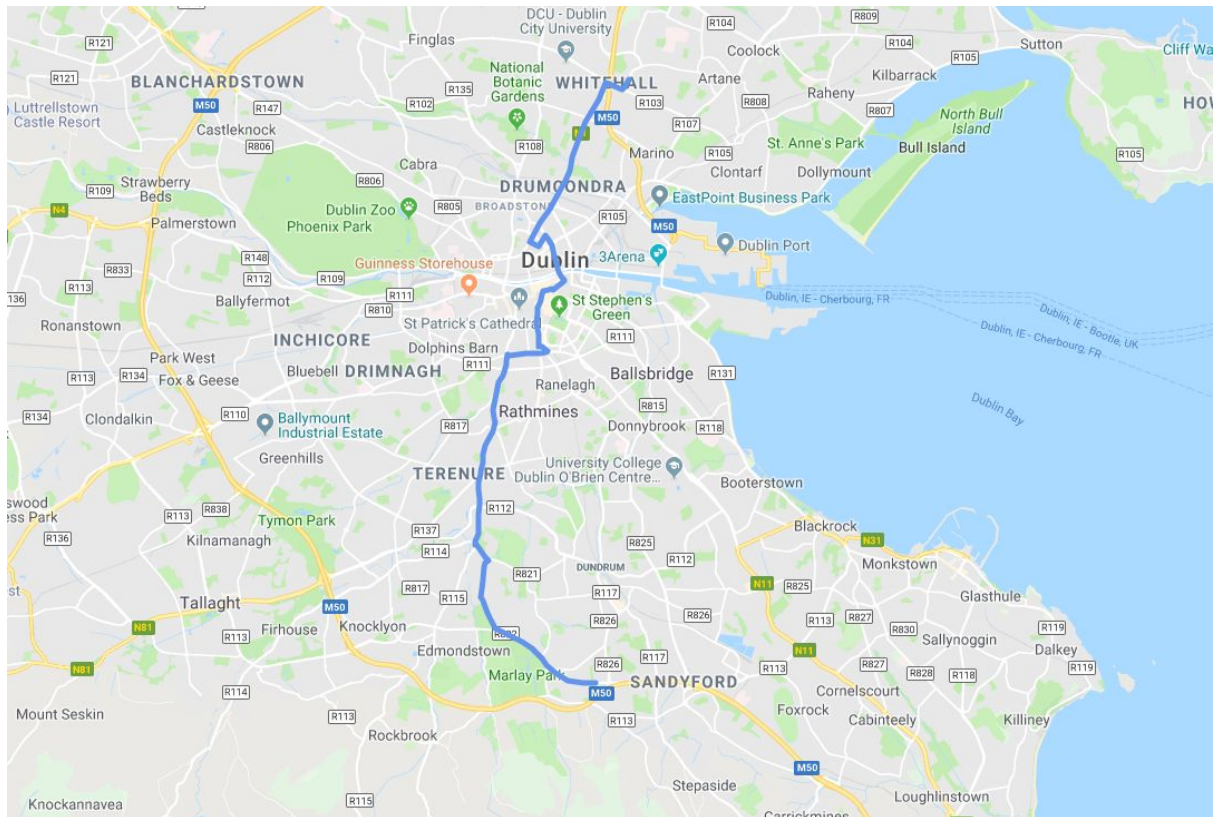 DCU - Dublin
City University
R104
R809
R121
Finglas
Coolock
R104
R105
Sutton
Cliff Wa
BLANCHARDSTOWN
R121
National
Botanic
Gardens
R135
WHITEHALL
Artane
Kilbarrack
Luttrellstown
Castle Resort
M50
R147
R102
R103
R808
Raheny
R807
HOW
Castleknock
R806
M50
R107
North Bull
Island
R108
Cabra
Marino
R105
St. Anne's Park
Bull Island
R105
Clontarf
Dollymount
R109
Strawberry
Beds
R806
DRUMCONDRA
EastPoint Business Park
N4
Palmerstown
Dublin Zoo
Phoenix Park
R805
BROADSTONE
R105
M50
Dublin Port
R148
R833
R112
R109
Guinness Storehouse
Dublin
3Arena
R113
Ballyfermot
R111
R810
St Stephen's
Green
Dublin, IE - Cherbourg, FR
Dublin, IE - Bootle, UK
Dublin, IE - Cherbourg, FR
R136
Ronanstown
St Patrick's Cathedral
INCHICORE
Dolphins Barn
R111
R111
Park West
Bluebell
DRIMNAGH
Ballsbridge
R131
R113
R134
Fox & Geese
Ranelagh
R134
Clondalkin
R110
Ballymount
Industrial Estate
Rathmines
R815
Donnybrook
R118
Dublin Bay
R817
Greenhills
TERENURE
University College
Dublin O'Brien Centre...
Booterstown
swood
ess Park
R838
R113
Tymon Park
R112
R136
Kilnamanagh
R137
R114
R825
Blackrock
N31
R112
Monkstown
R821
DUNDRUM
N11
R825
Glasthule
Tallaght
R817
R115
R117
M50
R826
R826
R113
R827
R830
Sallynoggin
R119
Dalkey
N81
Firhouse
Knocklyon
R113
Edmondstown
R822
N81
R826
R117
N11
R827
R828
R118
R119
R114
Marlay Park
M50
SANDYFORD
R113
Cornelscourt
Mount Seskin
R113
Rockbrook
R113
Foxrock
Cabinteely
Killiney
M50
Stepaside
Knockannavea
R115
Loughlinstown
Carrickmines